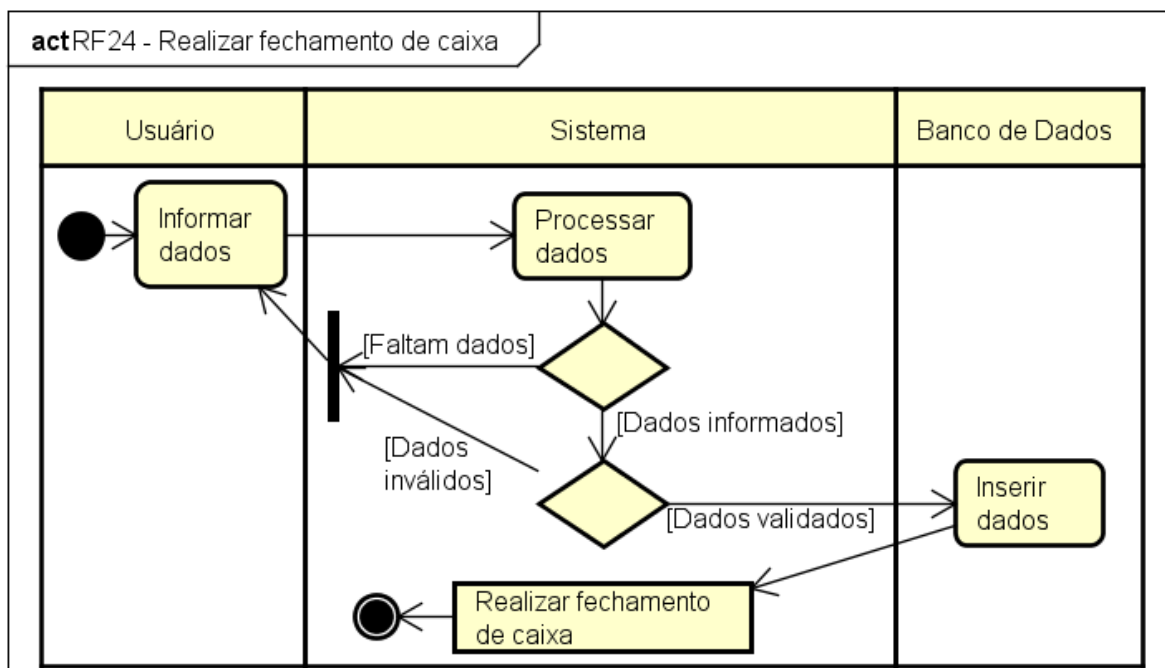 act RF24 - Realizar fechamento de caixa
Usuário
Sistema
Banco de Dados
Informar
dados
Processar
dados
[Faltam dados]
[Dados informados]
[Dados
inválidos]
[Dados validados]
Inserir
dados
Realizar fechamento
de caixa